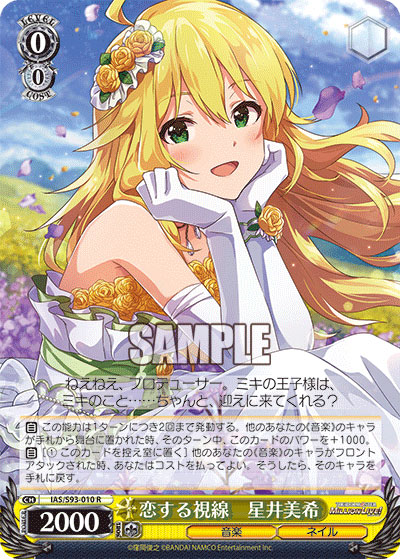 LEVEL
0
0
COST
SAMPLE
ねえねえ、プロデューサー。ミキの王子様は、
ミキのこと……ちゃんと、迎えに来てくれる？
自 この能力は1ターンにつき2回まで発動する。他のあなたの《音楽》のキャラ
が手札から舞台に置かれた時、そのターン中、このカードのパワーを＋1000。
自 ［(1) このカードを控え室に置く］ 他のあなたの《音楽》のキャラがフロント
アタックされた時、あなたはコストを払ってよい。そうしたら、このカードを手札に戻す。
CH IAS/S93-010 R
2000
恋する視線 星井美希
音楽 ネイル
THE IDOLM@STER
MILLION LIVE!
©窪岡俊之 ©BANDAI NAMCO Entertainment Inc.